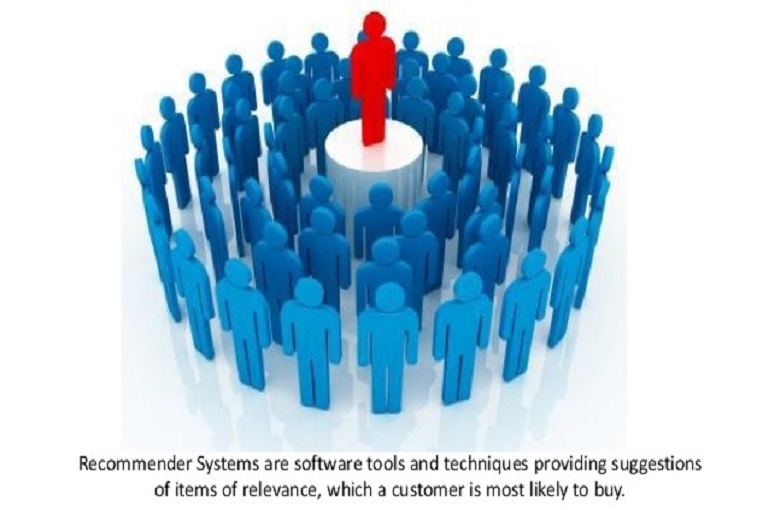 Recommender Systems are software tools and techniques providing suggestions
of items of relevance, which a customer is most likely to buy.